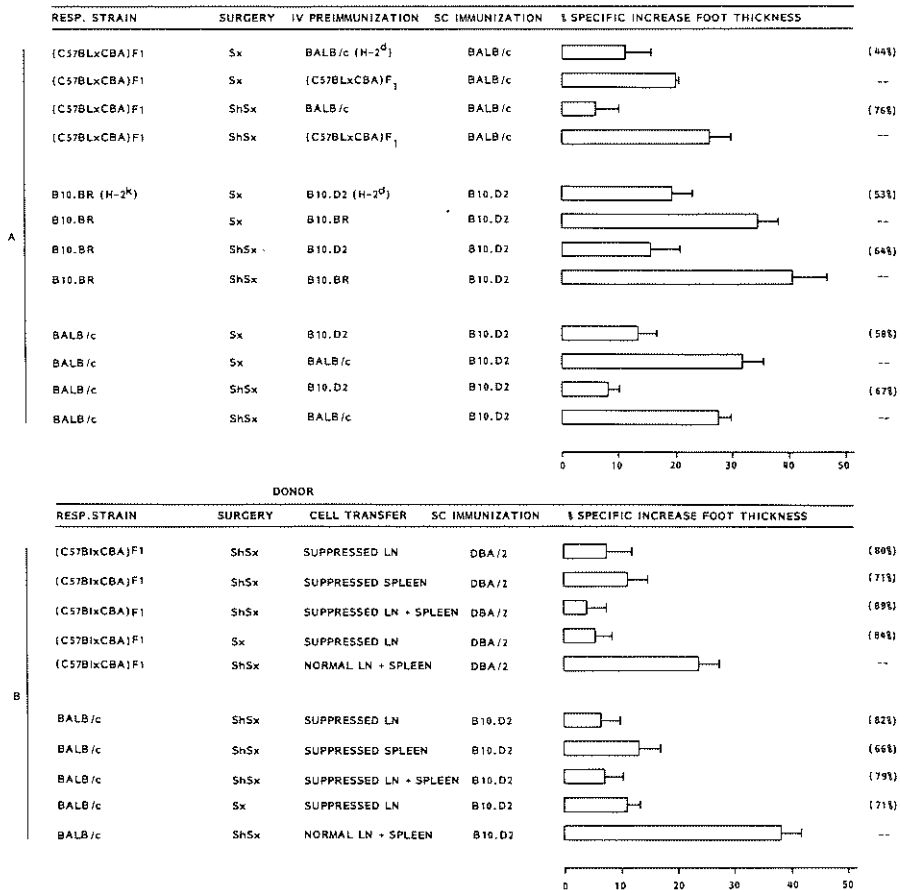 RESP. STRAIN SURGERY IV PREIMMUNIZATION SC IMMUNIZATION % SPECIFIC INCREASE FOOT THICKNESS
(C57BLxCBA)F1 Sx BALB/c (H-2d) BALB/c (44%)
(C57BLxCBA)F1 Sx (C57BLxCBA)F1 BALB/c --
(C57BLxCBA)F1 ShSx BALB/c BALB/c (76%)
(C57BLxCBA)F1 ShSx (C57BLxCBA)F1 BALB/c --
B10.BR (H-2k) Sx B10.D2 (H-2d) B10.D2 (53%)
B10.BR Sx B10.BR B10.D2 --
A
B10.BR ShSx B10.D2 B10.D2 (64%)
B10.BR ShSx B10.BR B10.D2 --
BALB/c Sx B10.D2 B10.D2 (58%)
BALB/c Sx BALB/c B10.D2 --
BALB/c ShSx B10.D2 B10.D2 (67%)
BALB/c ShSx BALB/c B10.D2 --
0 10 20 30 40 50
DONOR
RESP. STRAIN SURGERY CELL TRANSFER SC IMMUNIZATION % SPECIFIC INCREASE FOOT THICKNESS
(C57BlxCBA)F1 ShSx SUPPRESSED LN DBA/2 (80%)
(C57BlxCBA)F1 ShSx SUPPRESSED SPLEEN DBA/2 (71%)
(C57BlxCBA)F1 ShSx SUPPRESSED LN + SPLEEN DBA/2 (89%)
(C57BlxCBA)F1 Sx SUPPRESSED LN DBA/2 (84%)
(C57BlxCBA)F1 ShSx NORMAL LN + SPLEEN DBA/2 --
B
BALB/c ShSx SUPPRESSED LN B10.D2 (82%)
BALB/c ShSx SUPPRESSED SPLEEN B10.D2 (66%)
BALB/c ShSx SUPPRESSED LN + SPLEEN B10.D2 (79%)
BALB/c Sx SUPPRESSED LN B10.D2 (71%)
BALB/c ShSx NORMAL LN + SPLEEN B10.D2 --
0 10 20 30 40 50